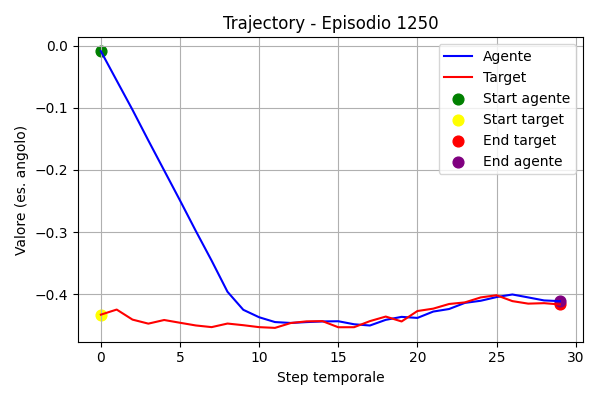 Trajectory - Episodio 1250
Agente
Target
Start agente
Start target
End target
End agente
Valore (es. angolo)
0.0
−0.1
−0.2
−0.3
−0.4
0 5 10 15 20 25 30
Step temporale